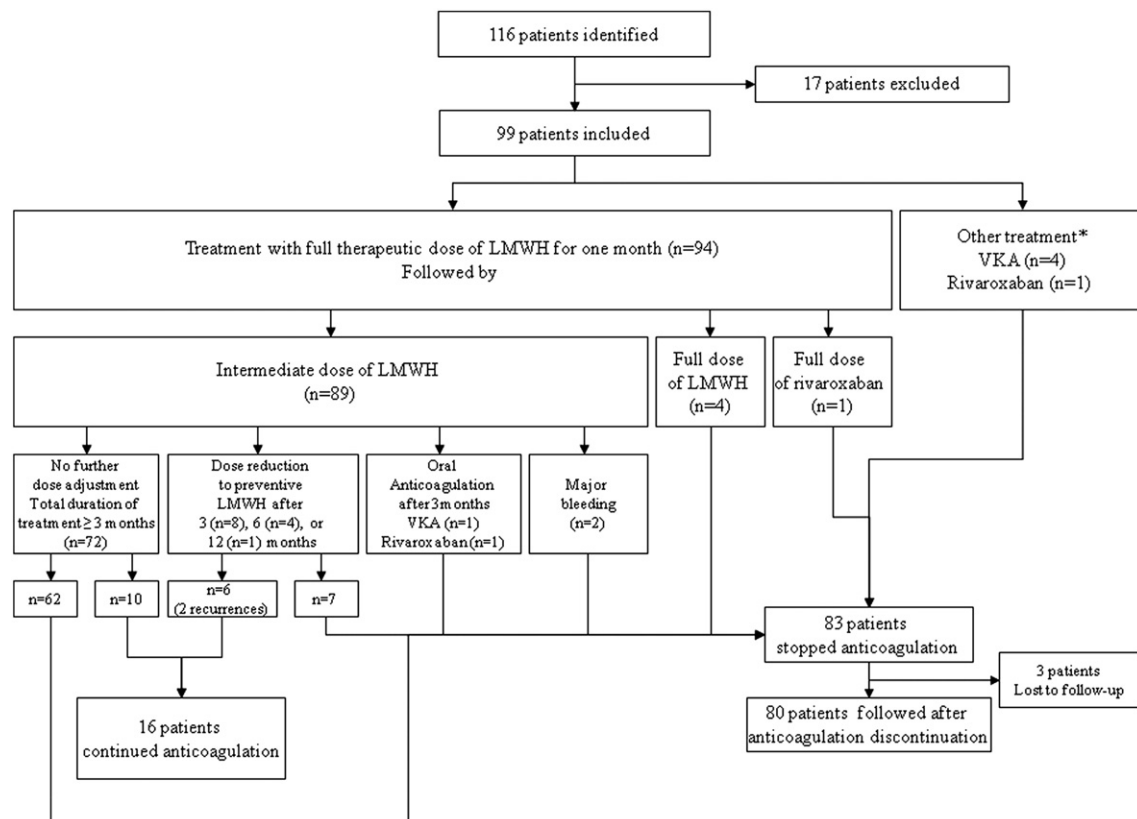 116 patients identified
17 patients excluded
99 patients included
Treatment with full therapeutic dose of LMWH for one month (n=94)
Followed by
Other treatment*
VKA (n=4)
Rivaroxaban (n=1)
Intermediate dose of LMWH
(n=89)
Full dose
of LMWH
(n=4)
Full dose
of rivaroxaban
(n=1)
No further
dose adjustment
Total duration of
treatment ≥ 3 months
(n=72)
Dose reduction
to preventive
LMWH after
3 (n=8), 6 (n=4), or
12 (n=1) months
Oral
Anticoagulation
after 3 months
VKA (n=1)
Rivaroxaban (n=1)
Major
bleeding
(n=2)
n=62
n=10
n=6
(2 recurrences)
n=7
83 patients
stopped anticoagulation
3 patients
Lost to follow-up
16 patients
continued anticoagulation
80 patients followed after
anticoagulation discontinuation